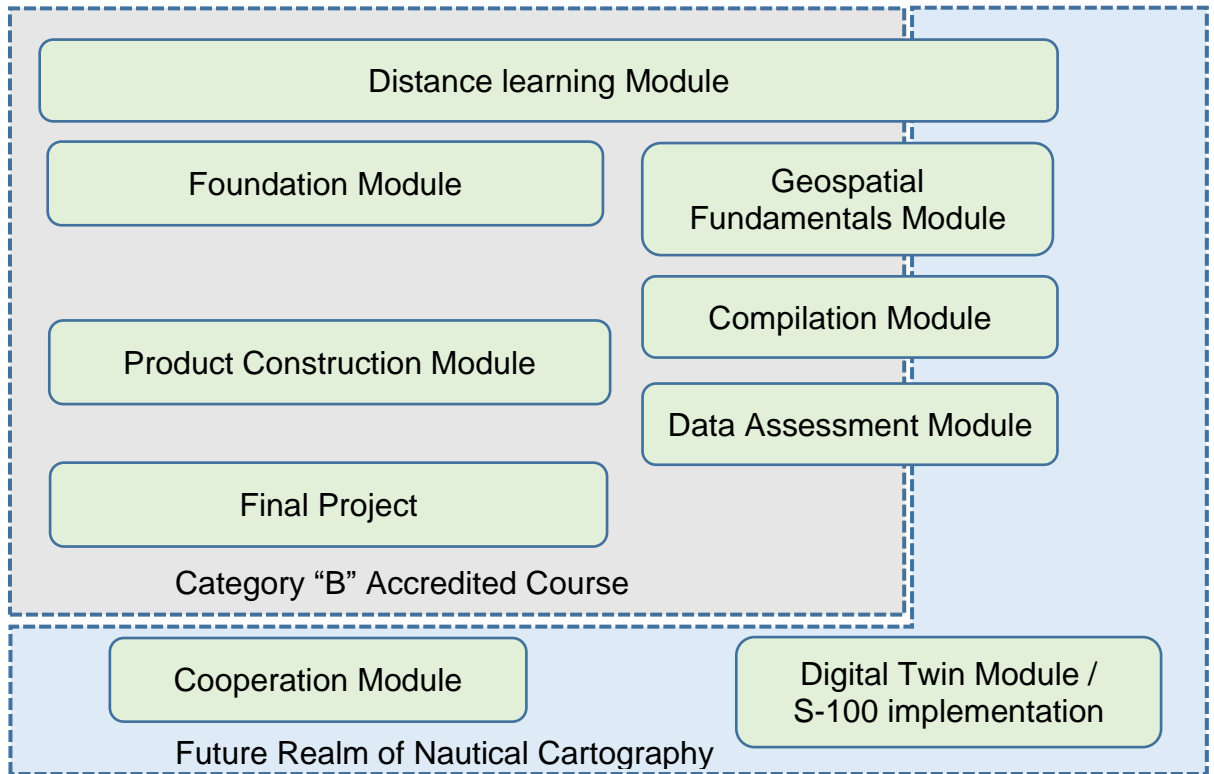 Distance learning Module
Foundation Module
Geospatial
Fundamentals Module
Compilation Module
Product Construction Module
Data Assessment Module
Final Project
Category “B” Accredited Course
Cooperation Module
Digital Twin Module /
S-100 implementation
Future Realm of Nautical Cartography